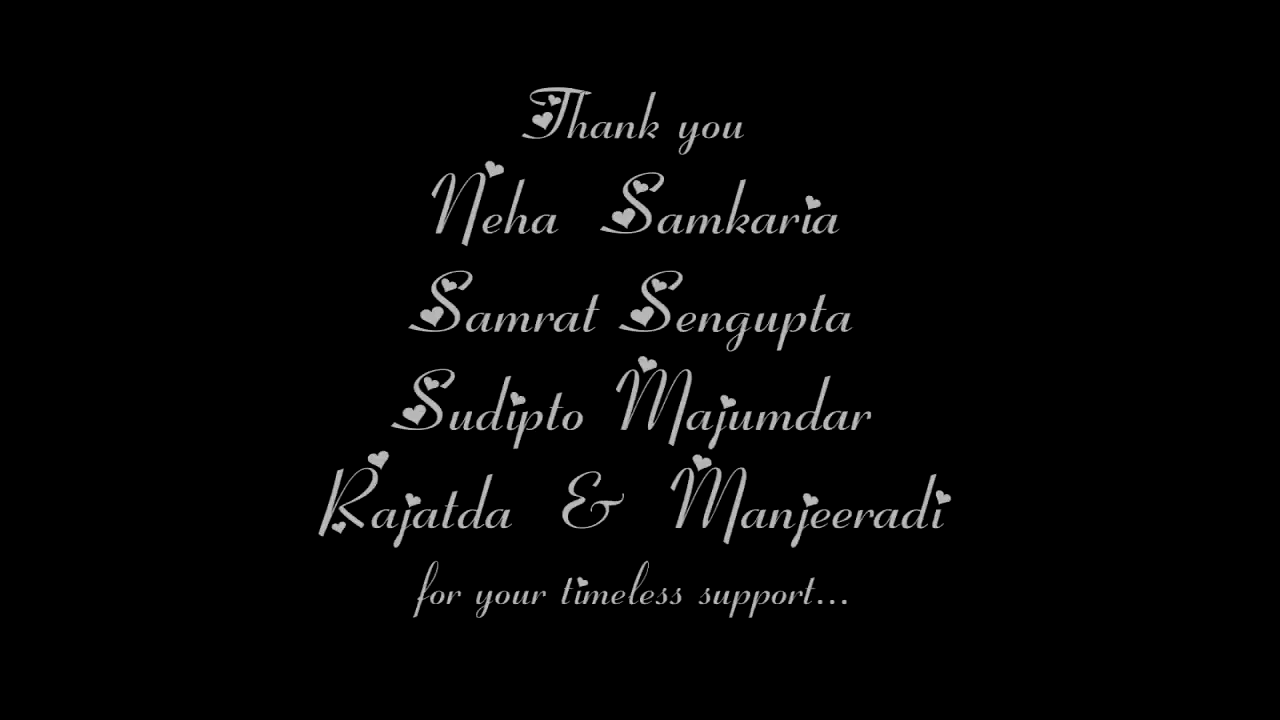 Thank you
Neha Samkaria
Samrat Sengupta
Sudipto Majumdar
Rajatda & Manjeeradi
for your timeless support...